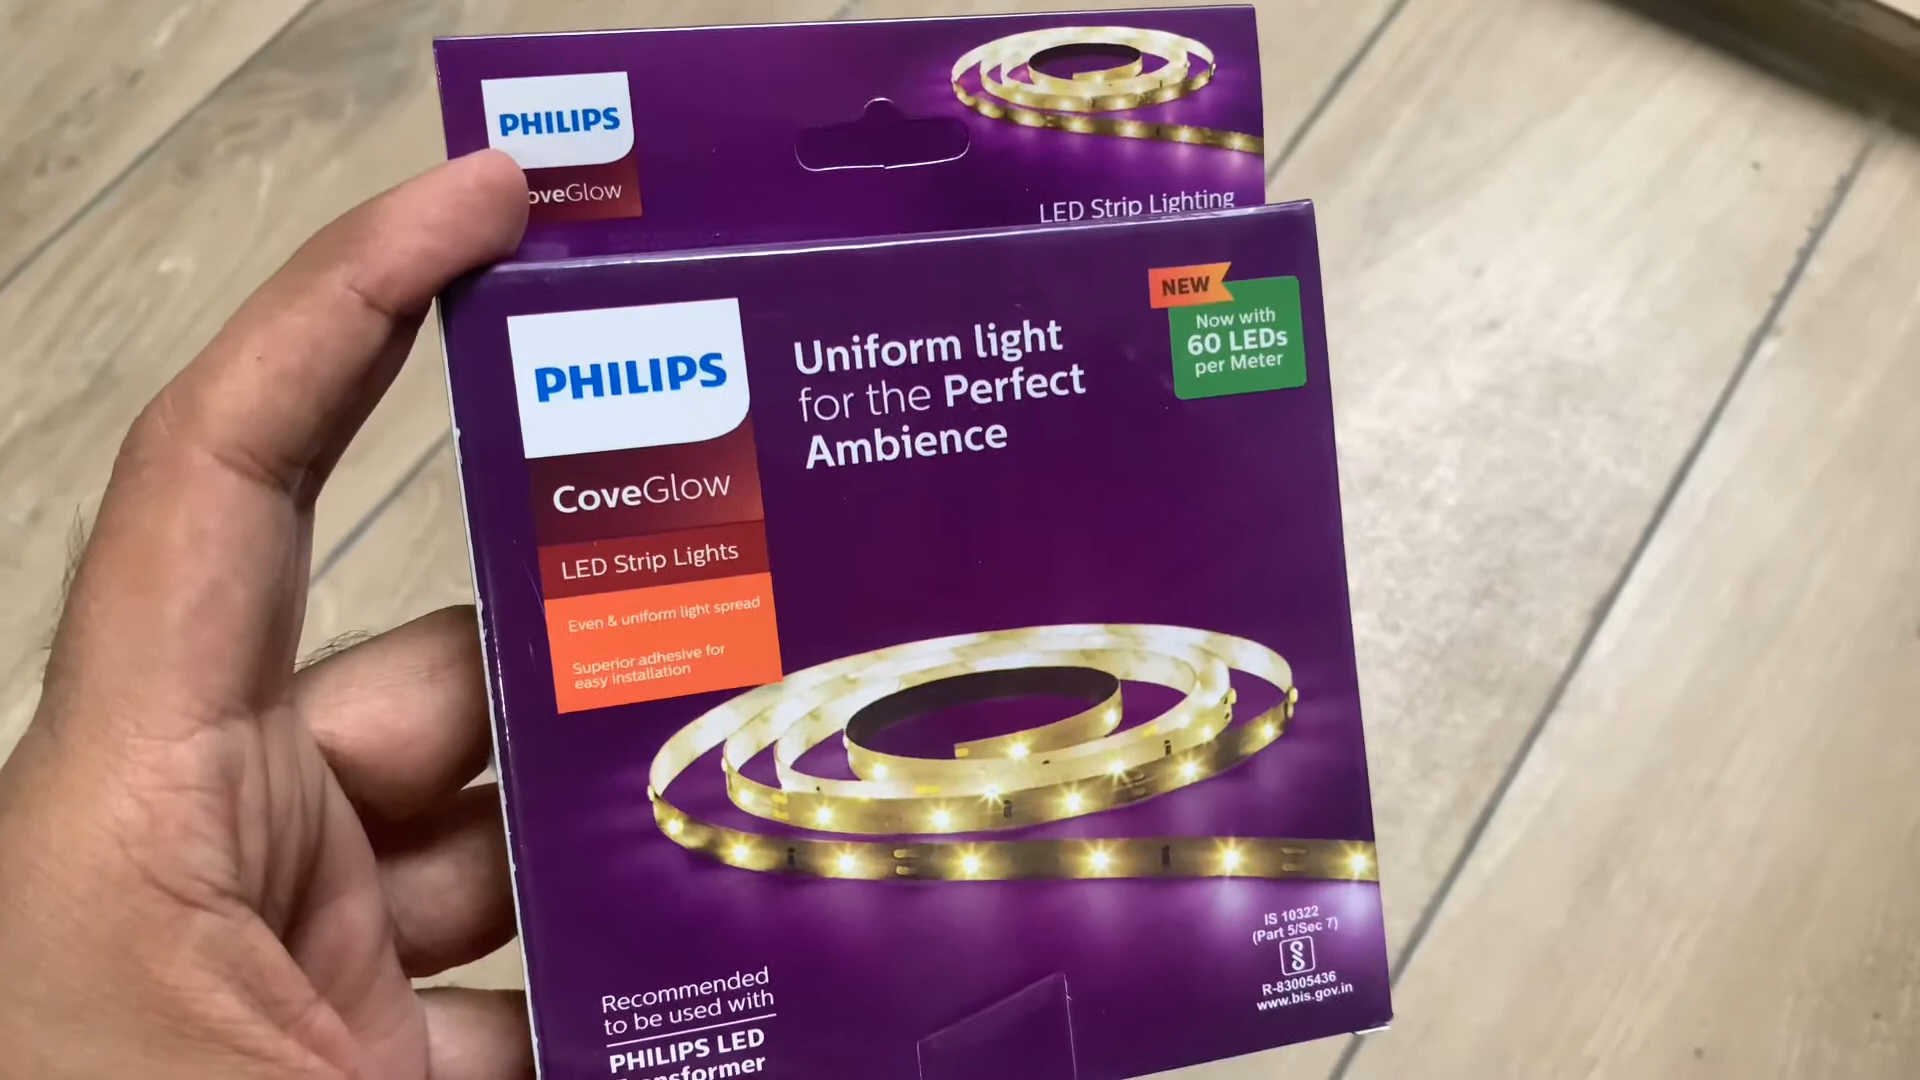 PHILIPS
Glow
LED Strip Lighting
PHILIPS
CoveGlow
LED Strip Lights
Even & uniform light spread
Superior adhesive for
easy installation
Uniform light
for the Perfect
Ambience
NEW
Now with
60 LEDs
per Meter
Recommended
to be used with
PHILIPS LED
IS 10322
(Part 5/Sec 7)
R-83005436
www.bis.gov.in